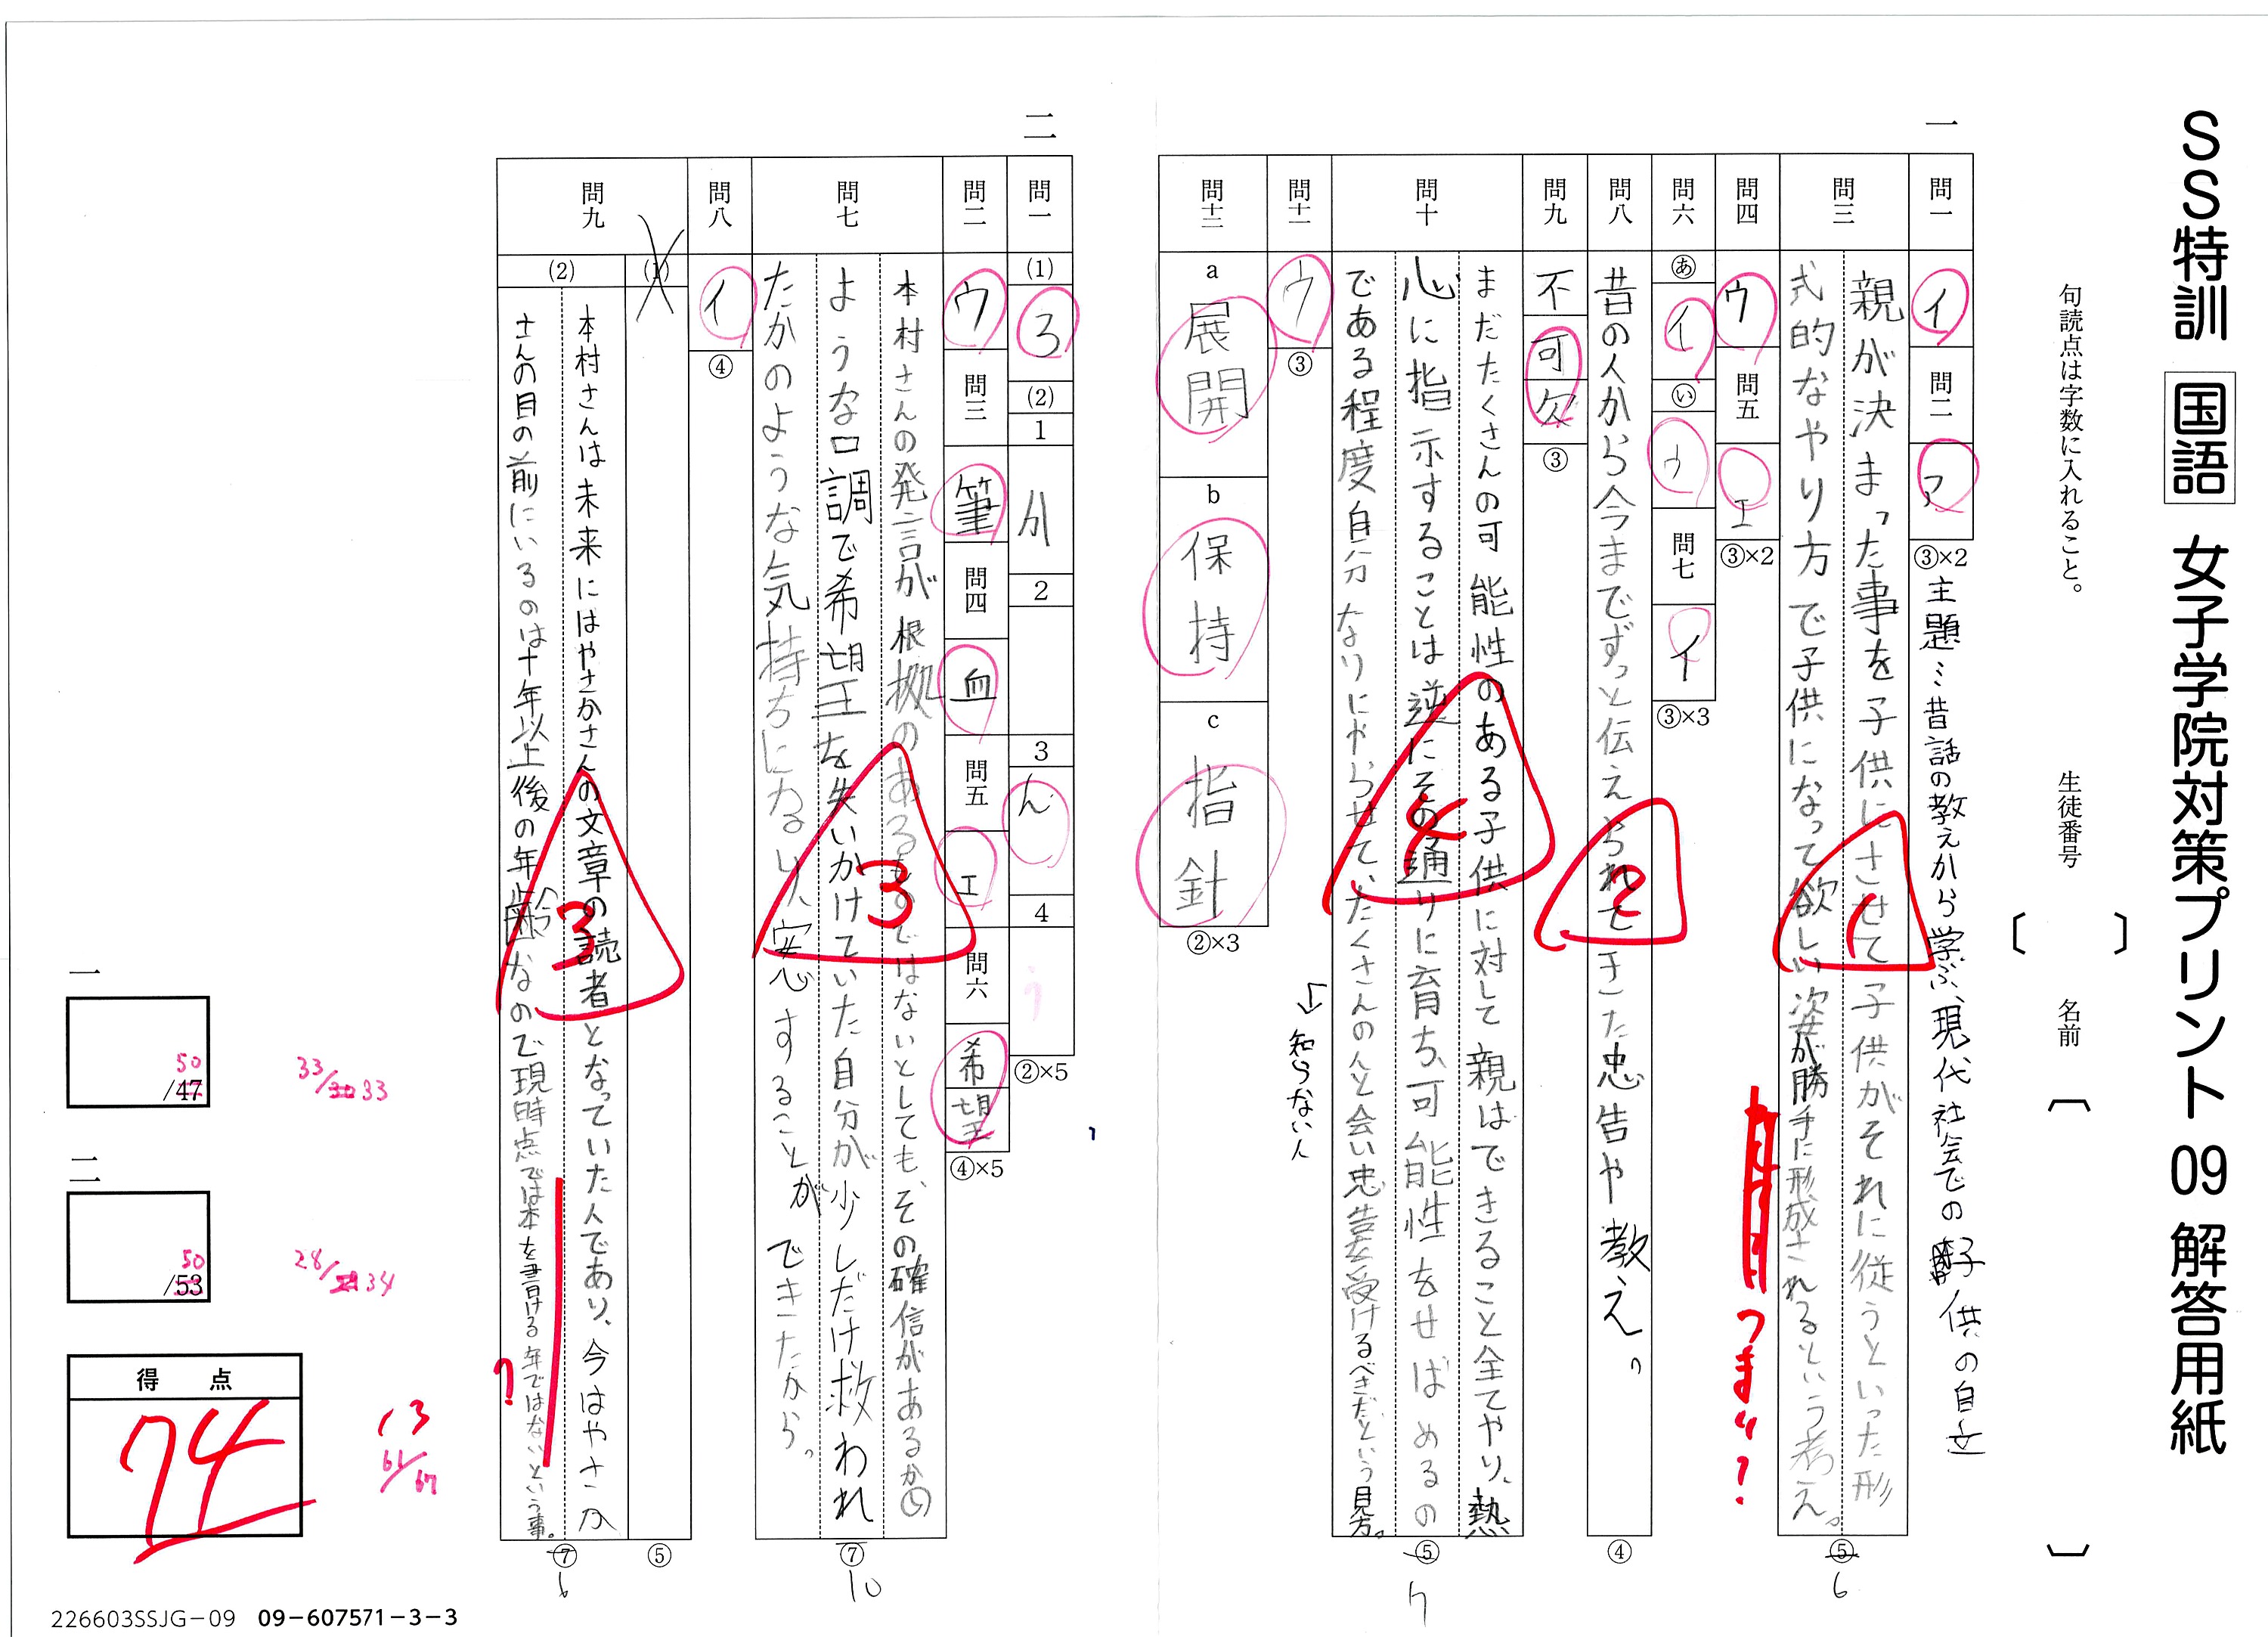 SS特訓 国語 女子学院対策プリント 09 解答用紙
句読点は字数に入れること。
生徒番号〔 〕
名前〔 〕
一
問一 イ
問二 ア
③×2
主題…昔話の教えから学ぶ、現代社会での子供の自立
問三
親が決まった事を子供にさせて子供がそれに従うといった形
式的なやり方で子供になって欲しい姿が勝手に形成されるという考え。
1
⑤
6
つまり?
問四 ウ
問五 エ
③×2
問六 あ イ い ウ
問七 イ
③×3
問八
昔の人から今までずっと伝えられてきた忠告や教え。
2
④
問九 不可欠
③
問十
まだたくさんの可能性のある子供に対して親はできること全てやり、熱
心に指示することは逆にその通りに育ち、可能性をせばめるの
である程度自分なりにやらせて、たくさんの人と会い忠告を受けるべきだという見方。
4
⑤
7
知らない人
問十一 ウ
③
問十二
a 展開
b 保持
c 指針
②×3
二
問一
(1) ろ
(2) 1 か 2 3 ん 4
②×5
問二 ウ
問三 筆
問四 血
問五 エ
問六 希望
④×5
問七
本村さんの発言が根拠のあるものではないとしても、その確信があるかの
ような口調で希望を失いかけていた自分が少しだけ救われ
たかのような気持ちになり、安心することができたから。
3
⑦
10
問八 イ
④
問九
(1)
⑤
(2)
本村さんは未来にはやさかさんの文章の読者となっていた人であり、今はやさか
さんの目の前にいるのは十年以上後の年齢なので現時点では本を書ける年ではないという事。
3
?
⑦
一
50
/47
33/33
二
50
/53
28/34
得点
74
13
61/67
226603SSJG-09 09-607571-3-3